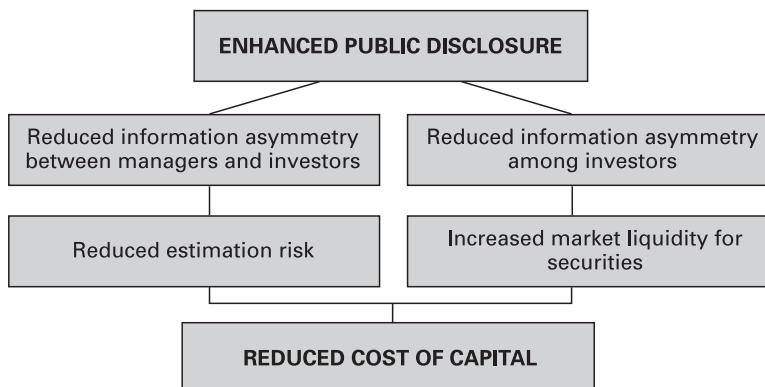 ENHANCED PUBLIC DISCLOSURE
Reduced information asymmetry
between managers and investors
Reduced information asymmetry
among investors
Reduced estimation risk
Increased market liquidity for
securities
REDUCED COST OF CAPITAL